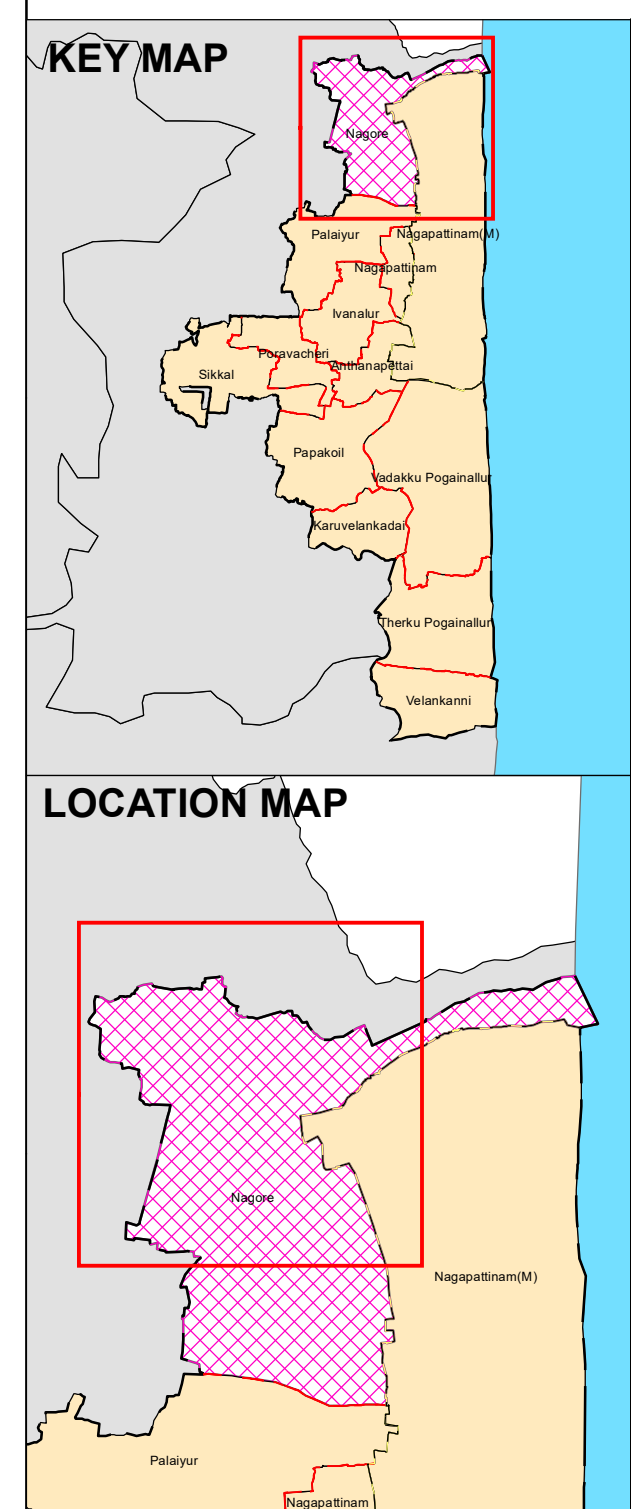 KEY MAP
Nagore
Palaiyur
Nagapattinam(M)
Nagapattinam
Ivanalur
Poravacheri
Anthanapettai
Sikkal
Papakoil
Vadakku Pogainallur
Karuvelankadai
Therku Pogainallur
Velankanni
LOCATION MAP
Nagore
Nagapattinam(M)
Palaiyur
Nagapattinam